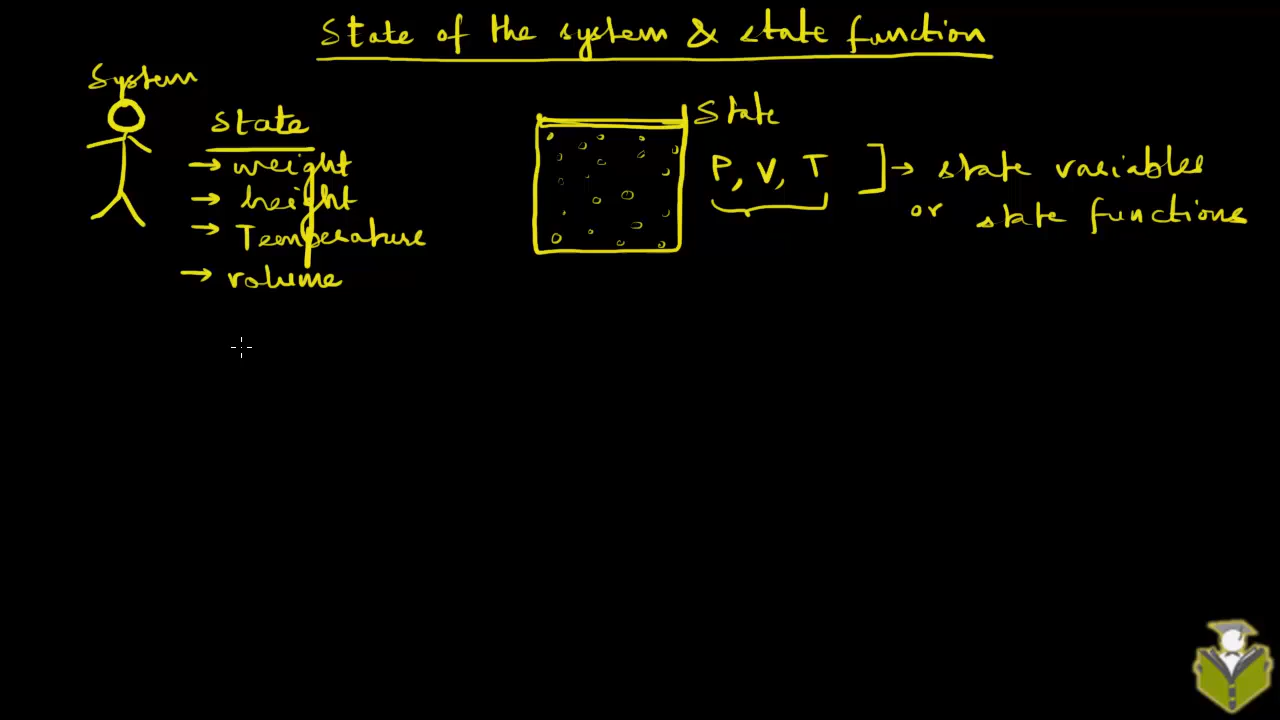 State of the system & state function
System
State
→ weight
→ height
→ Temperature
→ volume
State
P, V, T ] → state variables
or state functions